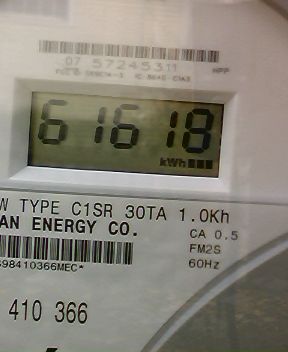 07 57245311
61618
kWh
W TYPE C1SR 30TA 1.0Kh
AN ENERGY CO.
CA 0.5
FM2S
60Hz
98410366MEC*
410 366